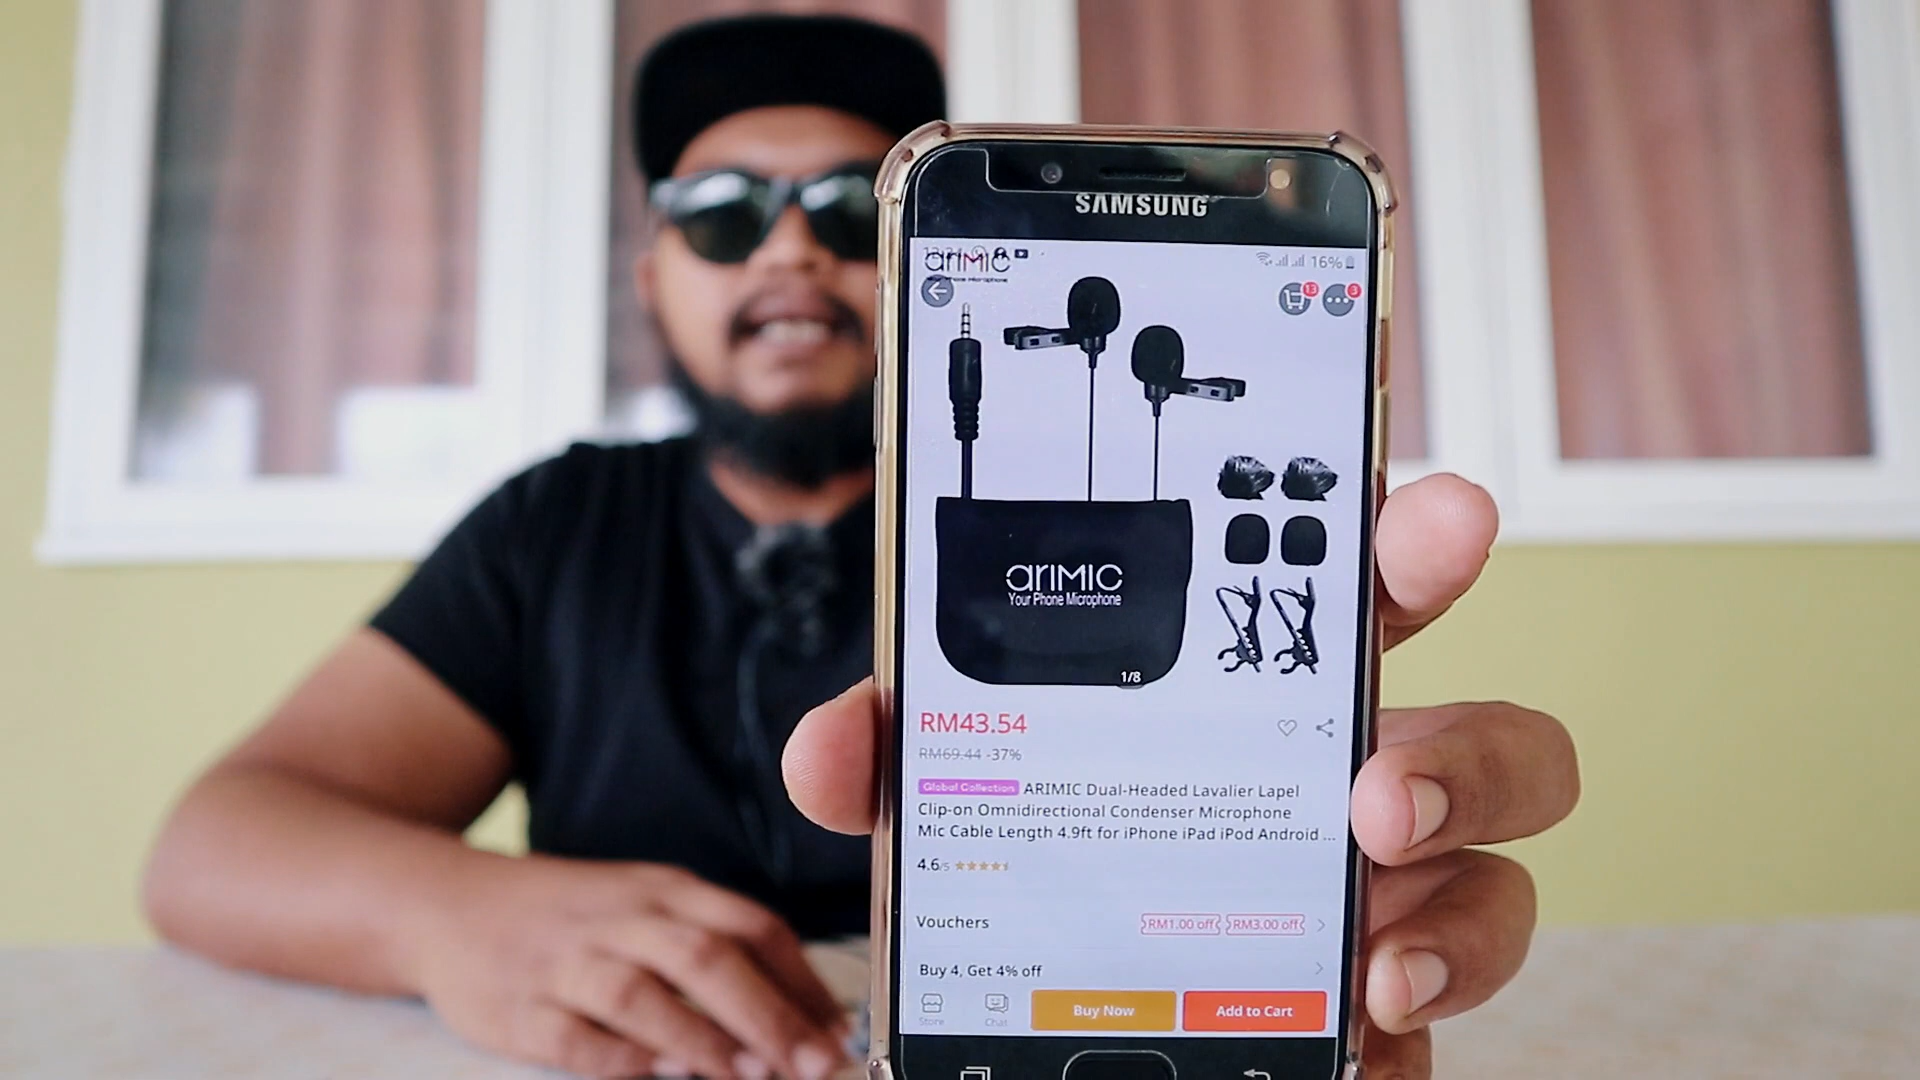 SAMSUNG
16%
arimic
13
3
ariMic
Your Phone Microphone
1/8
RM43.54
RM69.44 -37%
Global Collection ARIMIC Dual-Headed Lavalier Lapel
Clip-on Omnidirectional Condenser Microphone
Mic Cable Length 4.9ft for iPhone iPad iPod Android ...
4.6/5
Vouchers RM1.00 off RM3.00 off
Buy 4, Get 4% off
Store Chat Buy Now Add to Cart